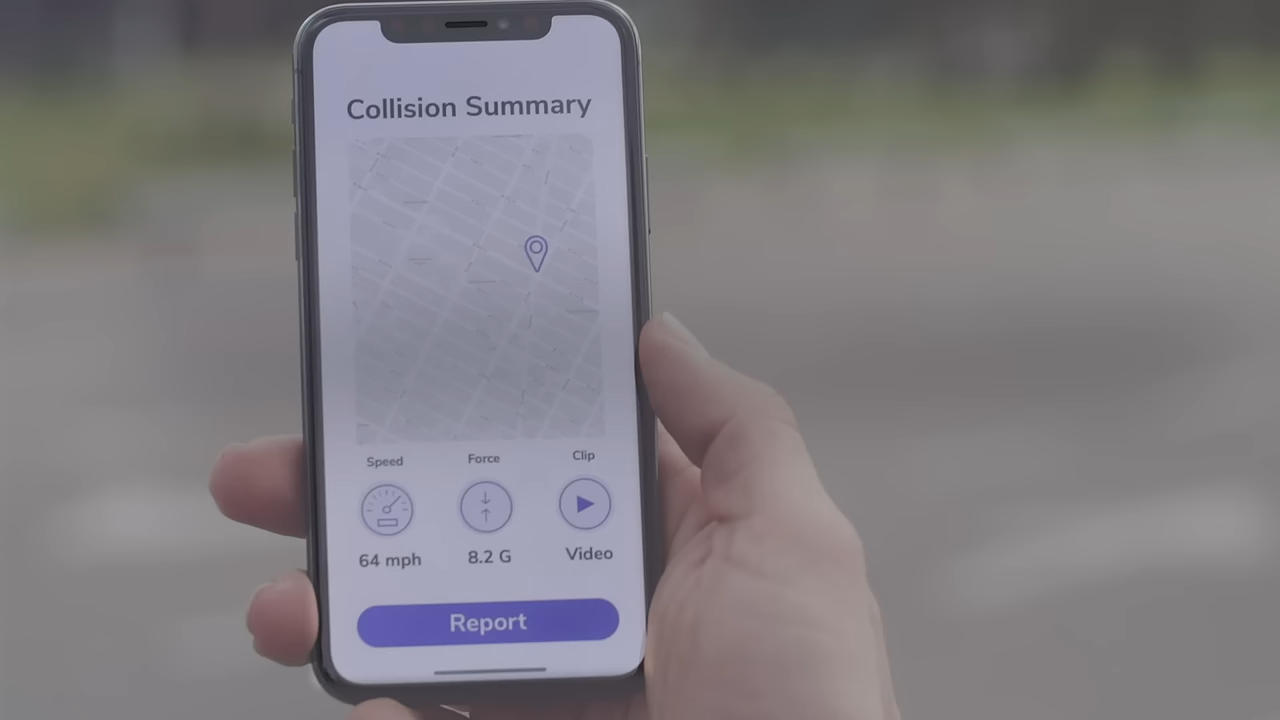 Collision Summary
Speed
Force
Clip
64 mph
8.2 G
Video
Report